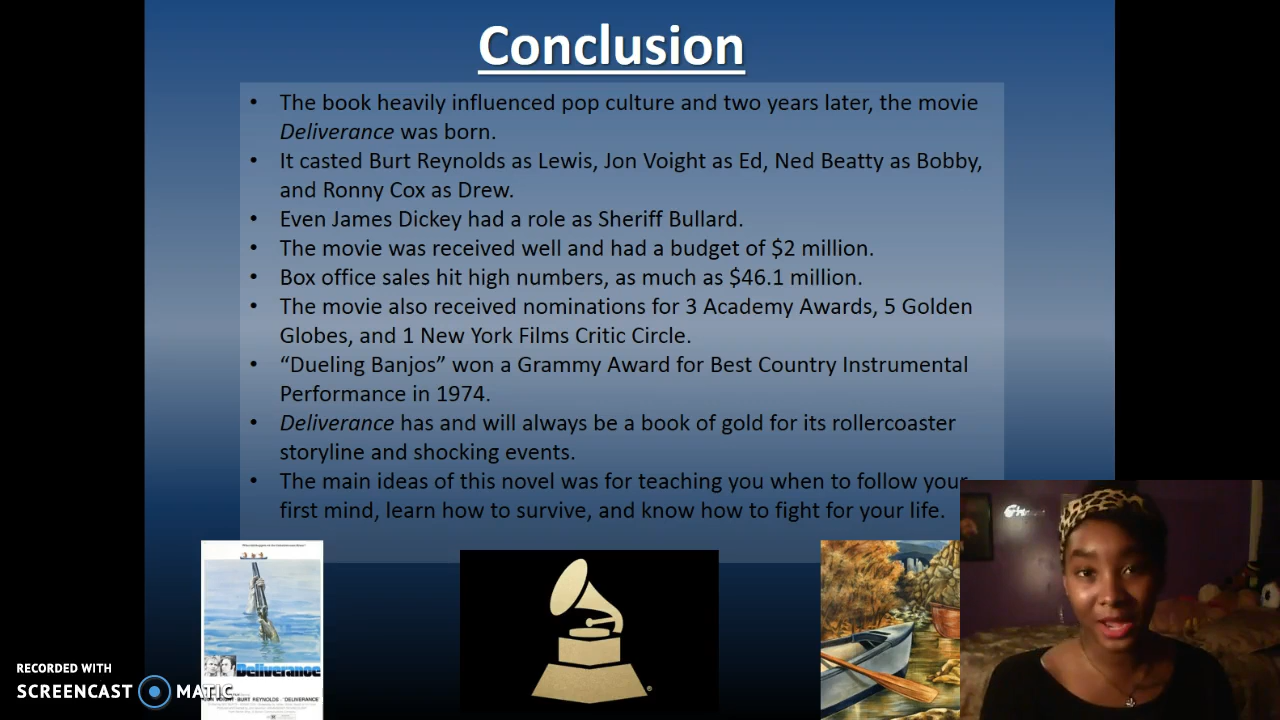 Conclusion
• The book heavily influenced pop culture and two years later, the movie
Deliverance was born.
• It casted Burt Reynolds as Lewis, Jon Voight as Ed, Ned Beatty as Bobby,
and Ronny Cox as Drew.
• Even James Dickey had a role as Sheriff Bullard.
• The movie was received well and had a budget of $2 million.
• Box office sales hit high numbers, as much as $46.1 million.
• The movie also received nominations for 3 Academy Awards, 5 Golden
Globes, and 1 New York Films Critic Circle.
• “Dueling Banjos” won a Grammy Award for Best Country Instrumental
Performance in 1974.
• Deliverance has and will always be a book of gold for its rollercoaster
storyline and shocking events.
• The main ideas of this novel was for teaching you when to follow your
first mind, learn how to survive, and know how to fight for your life.
Deliverance
BURT REYNOLDS "DELIVERANCE"
RECORDED WITH
SCREENCAST MATIC